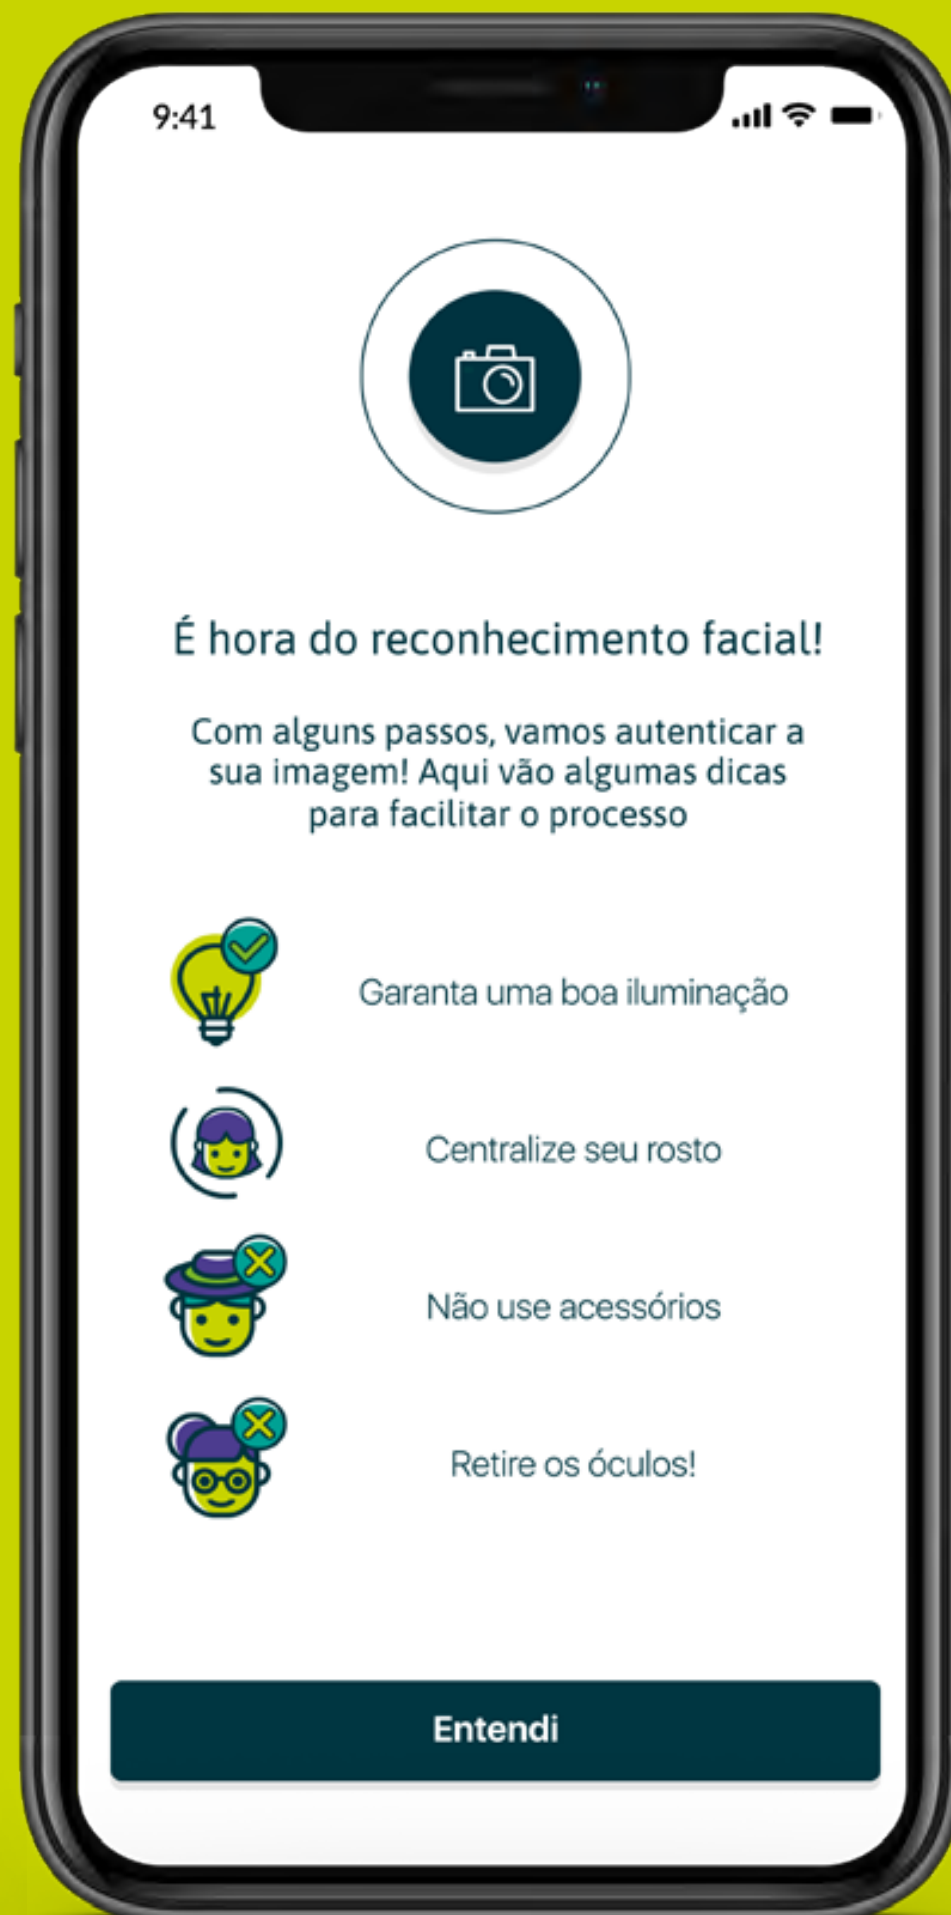 9:41
É hora do reconhecimento facial!
Com alguns passos, vamos autenticar a
sua imagem! Aqui vão algumas dicas
para facilitar o processo
Garanta uma boa iluminação
Centralize seu rosto
Não use acessórios
Retire os óculos!
Entendi